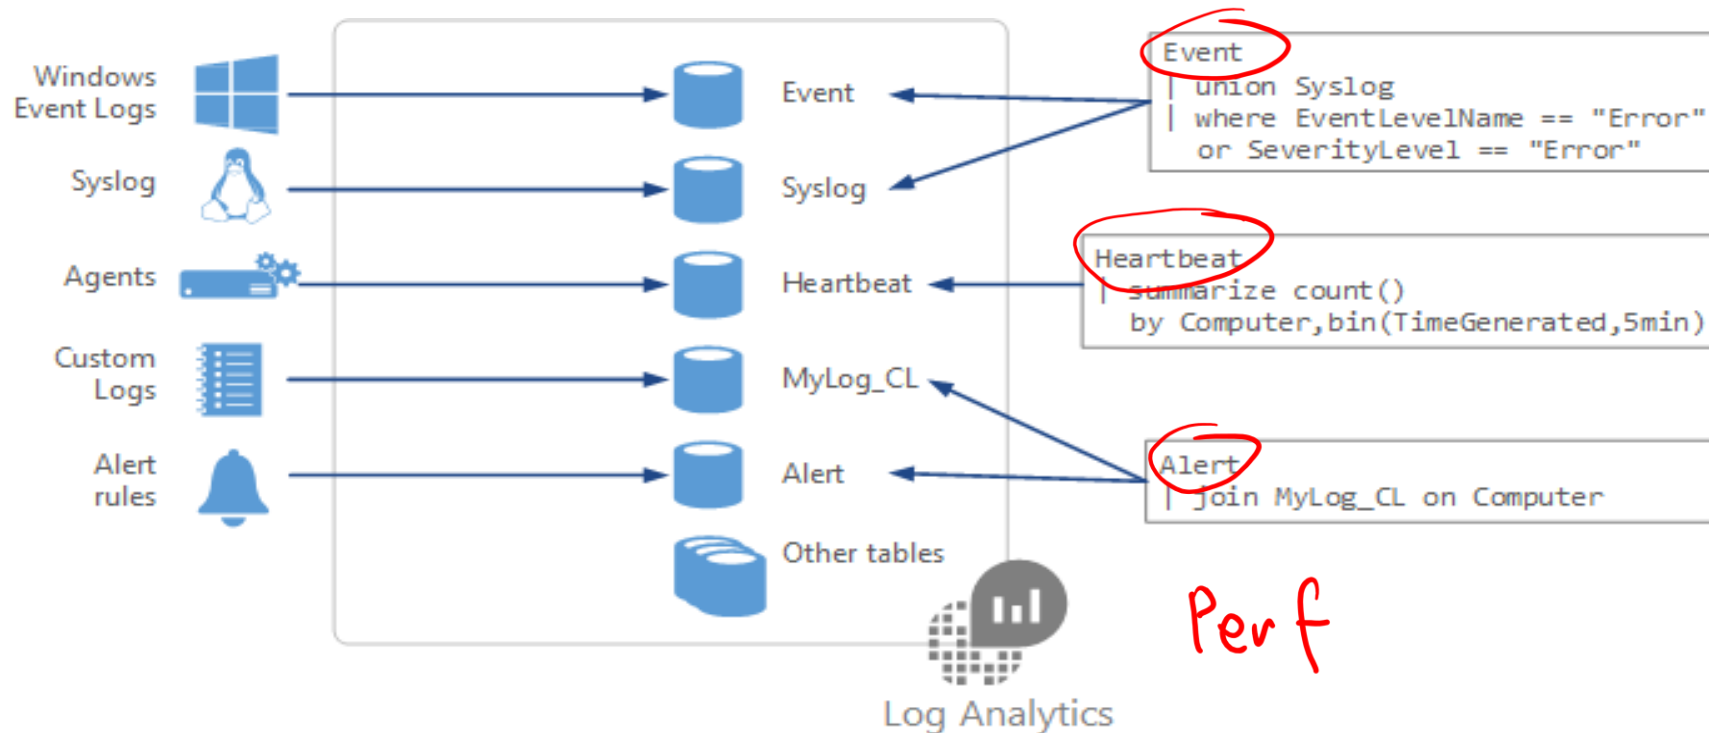 Windows
Event Logs
Event
Syslog
Syslog
Agents
Heartbeat
Custom
Logs
MyLog_CL
Alert
rules
Alert
Other tables
Log Analytics
Event
| union Syslog
| where EventLevelName == "Error"
or SeverityLevel == "Error"
Heartbeat
| summarize count()
by Computer,bin(TimeGenerated,5min)
Alert
| join MyLog_CL on Computer
Perf